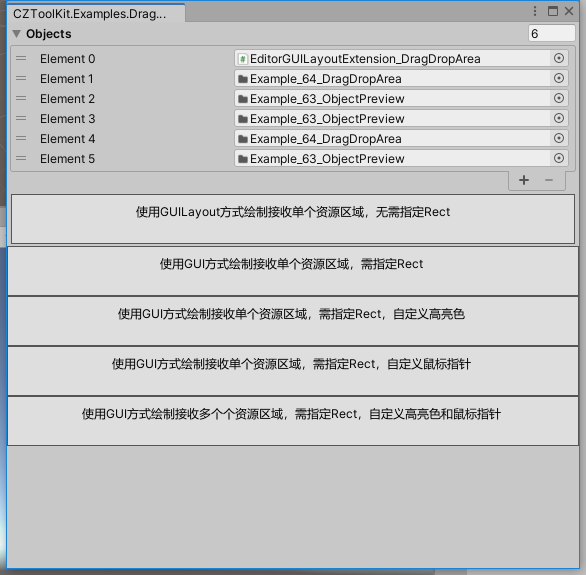 CZToolKit.Examples.Drag...
Objects 6
Element 0 # EditorGUILayoutExtension_DragDropArea
Element 1 Example_64_DragDropArea
Element 2 Example_63_ObjectPreview
Element 3 Example_63_ObjectPreview
Element 4 Example_64_DragDropArea
Element 5 Example_63_ObjectPreview
+ −
使用GUILayout方式绘制接收单个资源区域，无需指定Rect
使用GUI方式绘制接收单个资源区域，需指定Rect
使用GUI方式绘制接收单个资源区域，需指定Rect，自定义高亮色
使用GUI方式绘制接收单个资源区域，需指定Rect，自定义鼠标指针
使用GUI方式绘制接收多个个资源区域，需指定Rect，自定义高亮色和鼠标指针